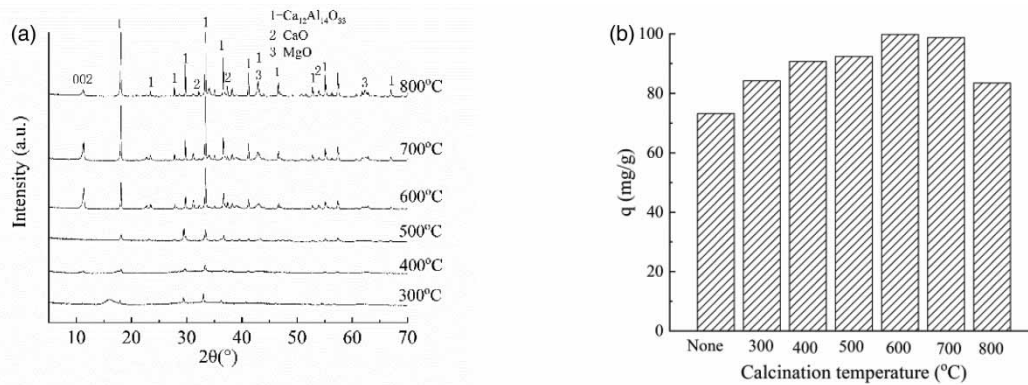 (a)
Intensity (a.u.)
1-Ca₁₂Al₁₄O₃₃
2 CaO
3 MgO
1
1
1
1
1
1
1
002
1
1
2
2
1
3
1
1
2
3
1
800°C
700°C
600°C
500°C
400°C
300°C
10 20 30 40 50 60 70
2θ(°)
(b)
q (mg/g)
100
80
60
40
20
0
None 300 400 500 600 700 800
Calcination temperature (°C)